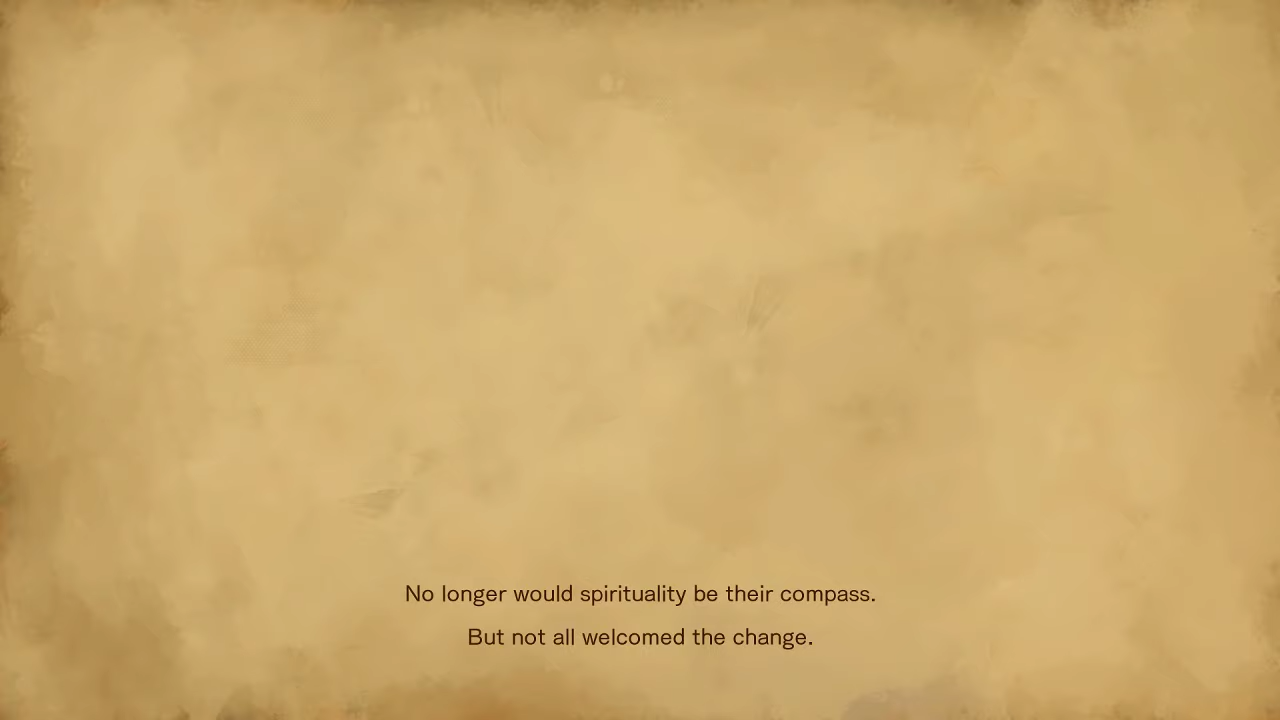 No longer would spirituality be their compass.
But not all welcomed the change.